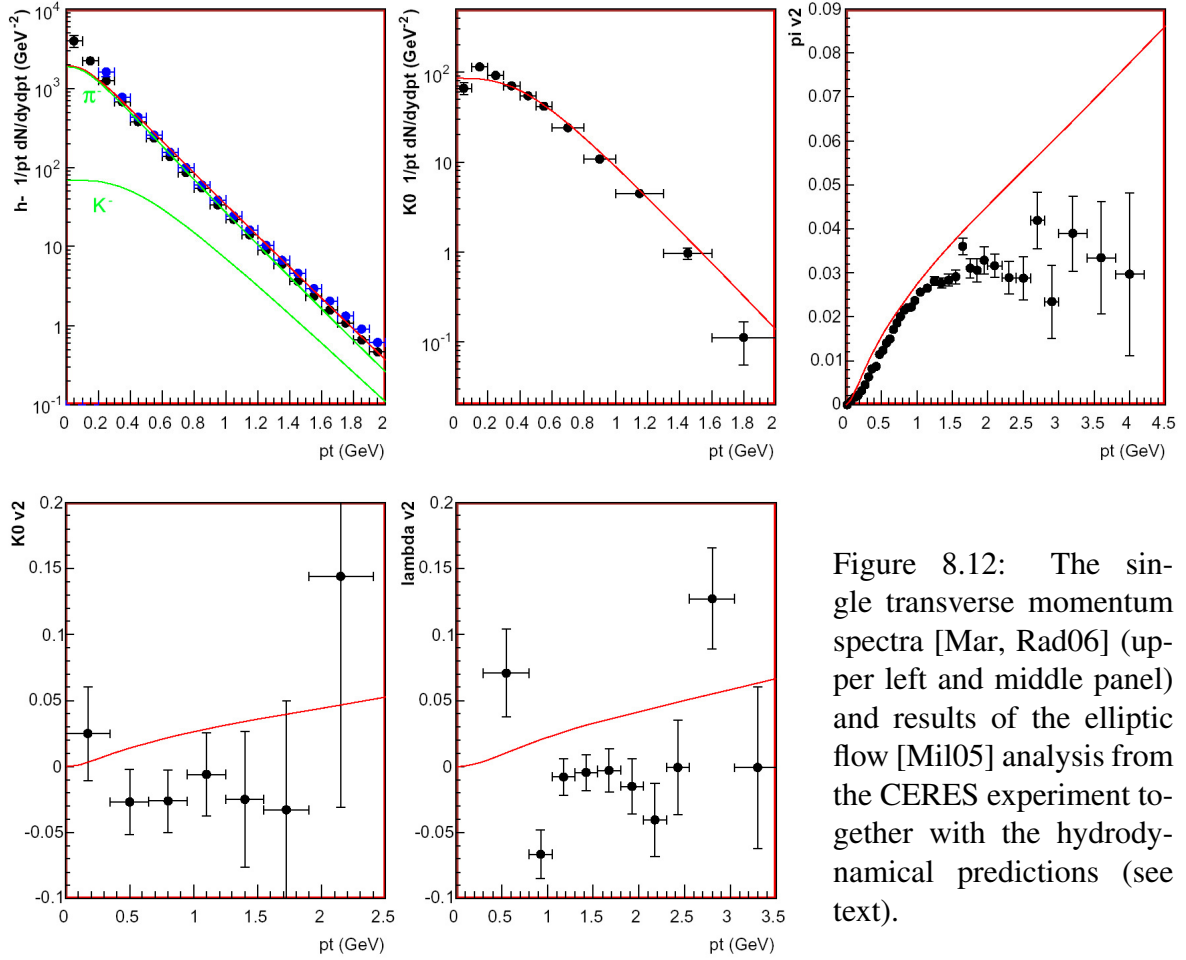 h- 1/pt dN/dydpt (GeV⁻²)
10⁴
10³
10²
10
1
10⁻¹
π⁻
K⁻
0 0.2 0.4 0.6 0.8 1 1.2 1.4 1.6 1.8 2
pt (GeV)
K0 1/pt dN/dydpt (GeV⁻²)
10²
10
1
10⁻¹
0 0.2 0.4 0.6 0.8 1 1.2 1.4 1.6 1.8 2
pt (GeV)
pi v2
0.09
0.08
0.07
0.06
0.05
0.04
0.03
0.02
0.01
0
0 0.5 1 1.5 2 2.5 3 3.5 4 4.5
pt (GeV)
K0 v2
0.2
0.15
0.1
0.05
0
-0.05
-0.1
0 0.5 1 1.5 2 2.5
pt (GeV)
lambda v2
0.2
0.15
0.1
0.05
0
-0.05
-0.1
0 0.5 1 1.5 2 2.5 3 3.5
pt (GeV)
Figure 8.12: The sin-
gle transverse momentum
spectra [Mar, Rad06] (up-
per left and middle panel)
and results of the elliptic
flow [Mil05] analysis from
the CERES experiment to-
gether with the hydrody-
namical predictions (see
text).